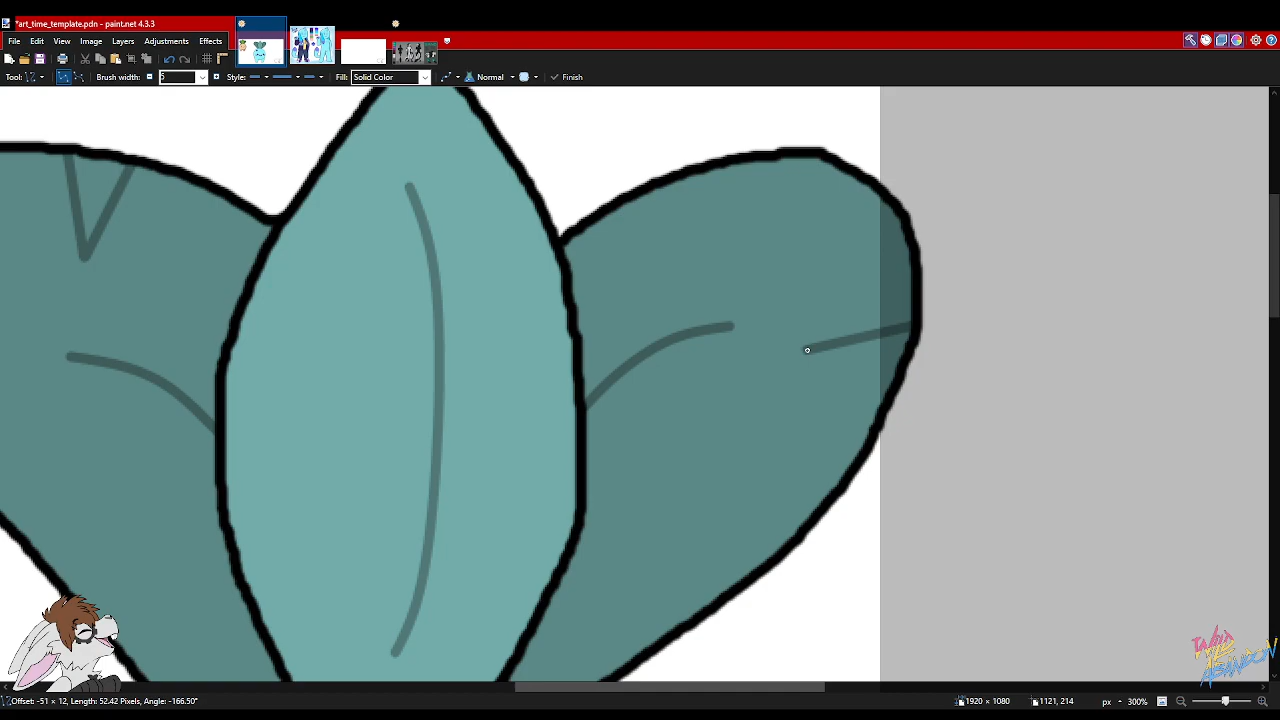 *art_time_template.pdn - paint.net 4.3.3
File Edit View Image Layers Adjustments Effects
Tool: Brush width: 5 Style: Fill: Solid Color Normal Finish
Offset: -51 × 12, Length: 52.42 Pixels, Angle: -166.50° 1920 × 1080 1121, 214 px 300%